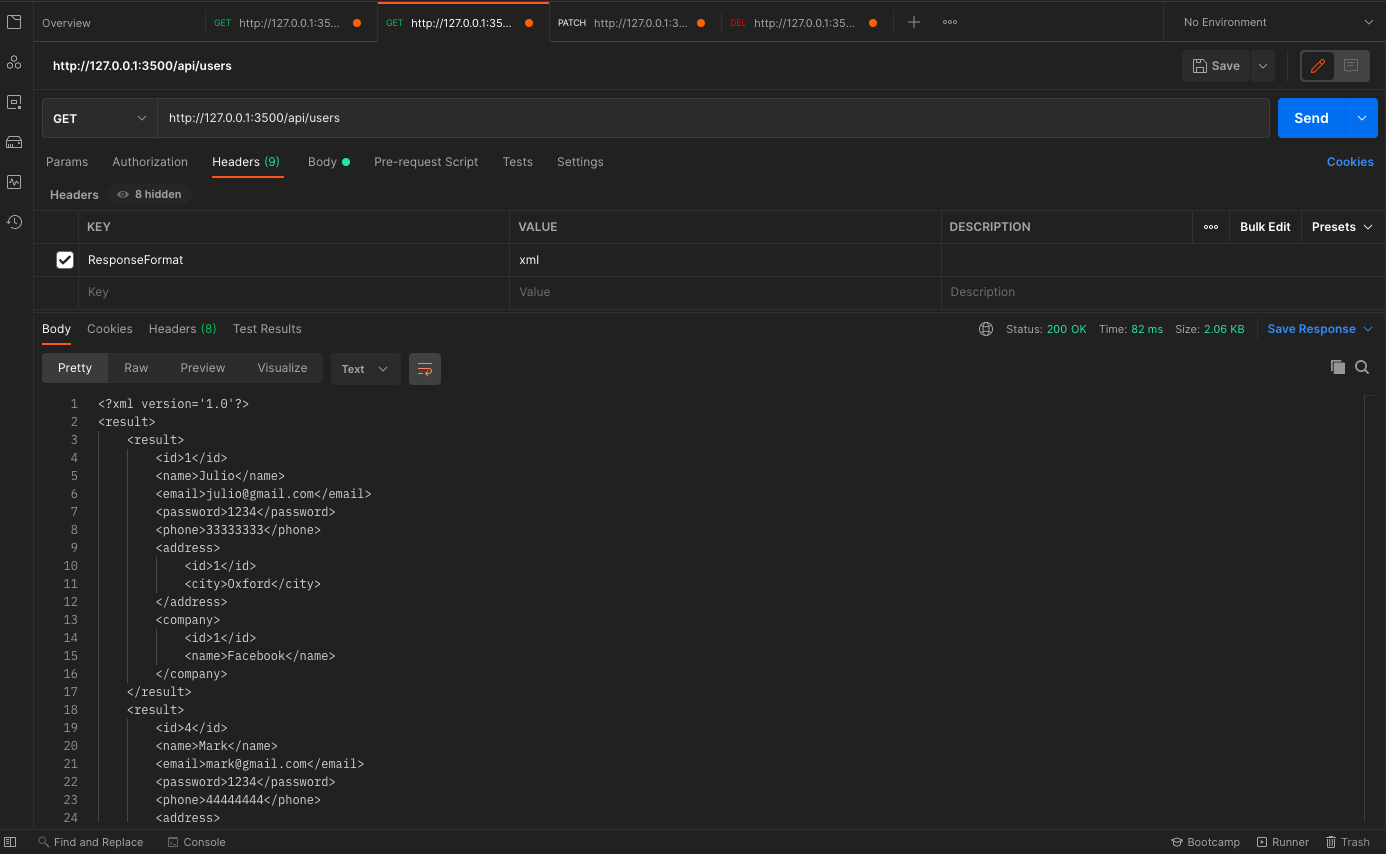 Overview
GET http://127.0.0.1:35...
GET http://127.0.0.1:35...
PATCH http://127.0.0.1:3...
DEL http://127.0.0.1:35...
No Environment
http://127.0.0.1:3500/api/users
Save
GET
http://127.0.0.1:3500/api/users
Send
Params Authorization Headers (9) Body Pre-request Script Tests Settings
Cookies
Headers 8 hidden
KEY VALUE DESCRIPTION Bulk Edit Presets
ResponseFormat xml
Key Value Description
Body Cookies Headers (8) Test Results
Status: 200 OK Time: 82 ms Size: 2.06 KB Save Response
Pretty Raw Preview Visualize Text
1 <?xml version='1.0'?>
2 <result>
3 <result>
4 <id>1</id>
5 <name>Julio</name>
6 <email>julio@gmail.com</email>
7 <password>1234</password>
8 <phone>33333333</phone>
9 <address>
10 <id>1</id>
11 <city>Oxford</city>
12 </address>
13 <company>
14 <id>1</id>
15 <name>Facebook</name>
16 </company>
17 </result>
18 <result>
19 <id>4</id>
20 <name>Mark</name>
21 <email>mark@gmail.com</email>
22 <password>1234</password>
23 <phone>44444444</phone>
24 <address>
Find and Replace Console
Bootcamp Runner Trash